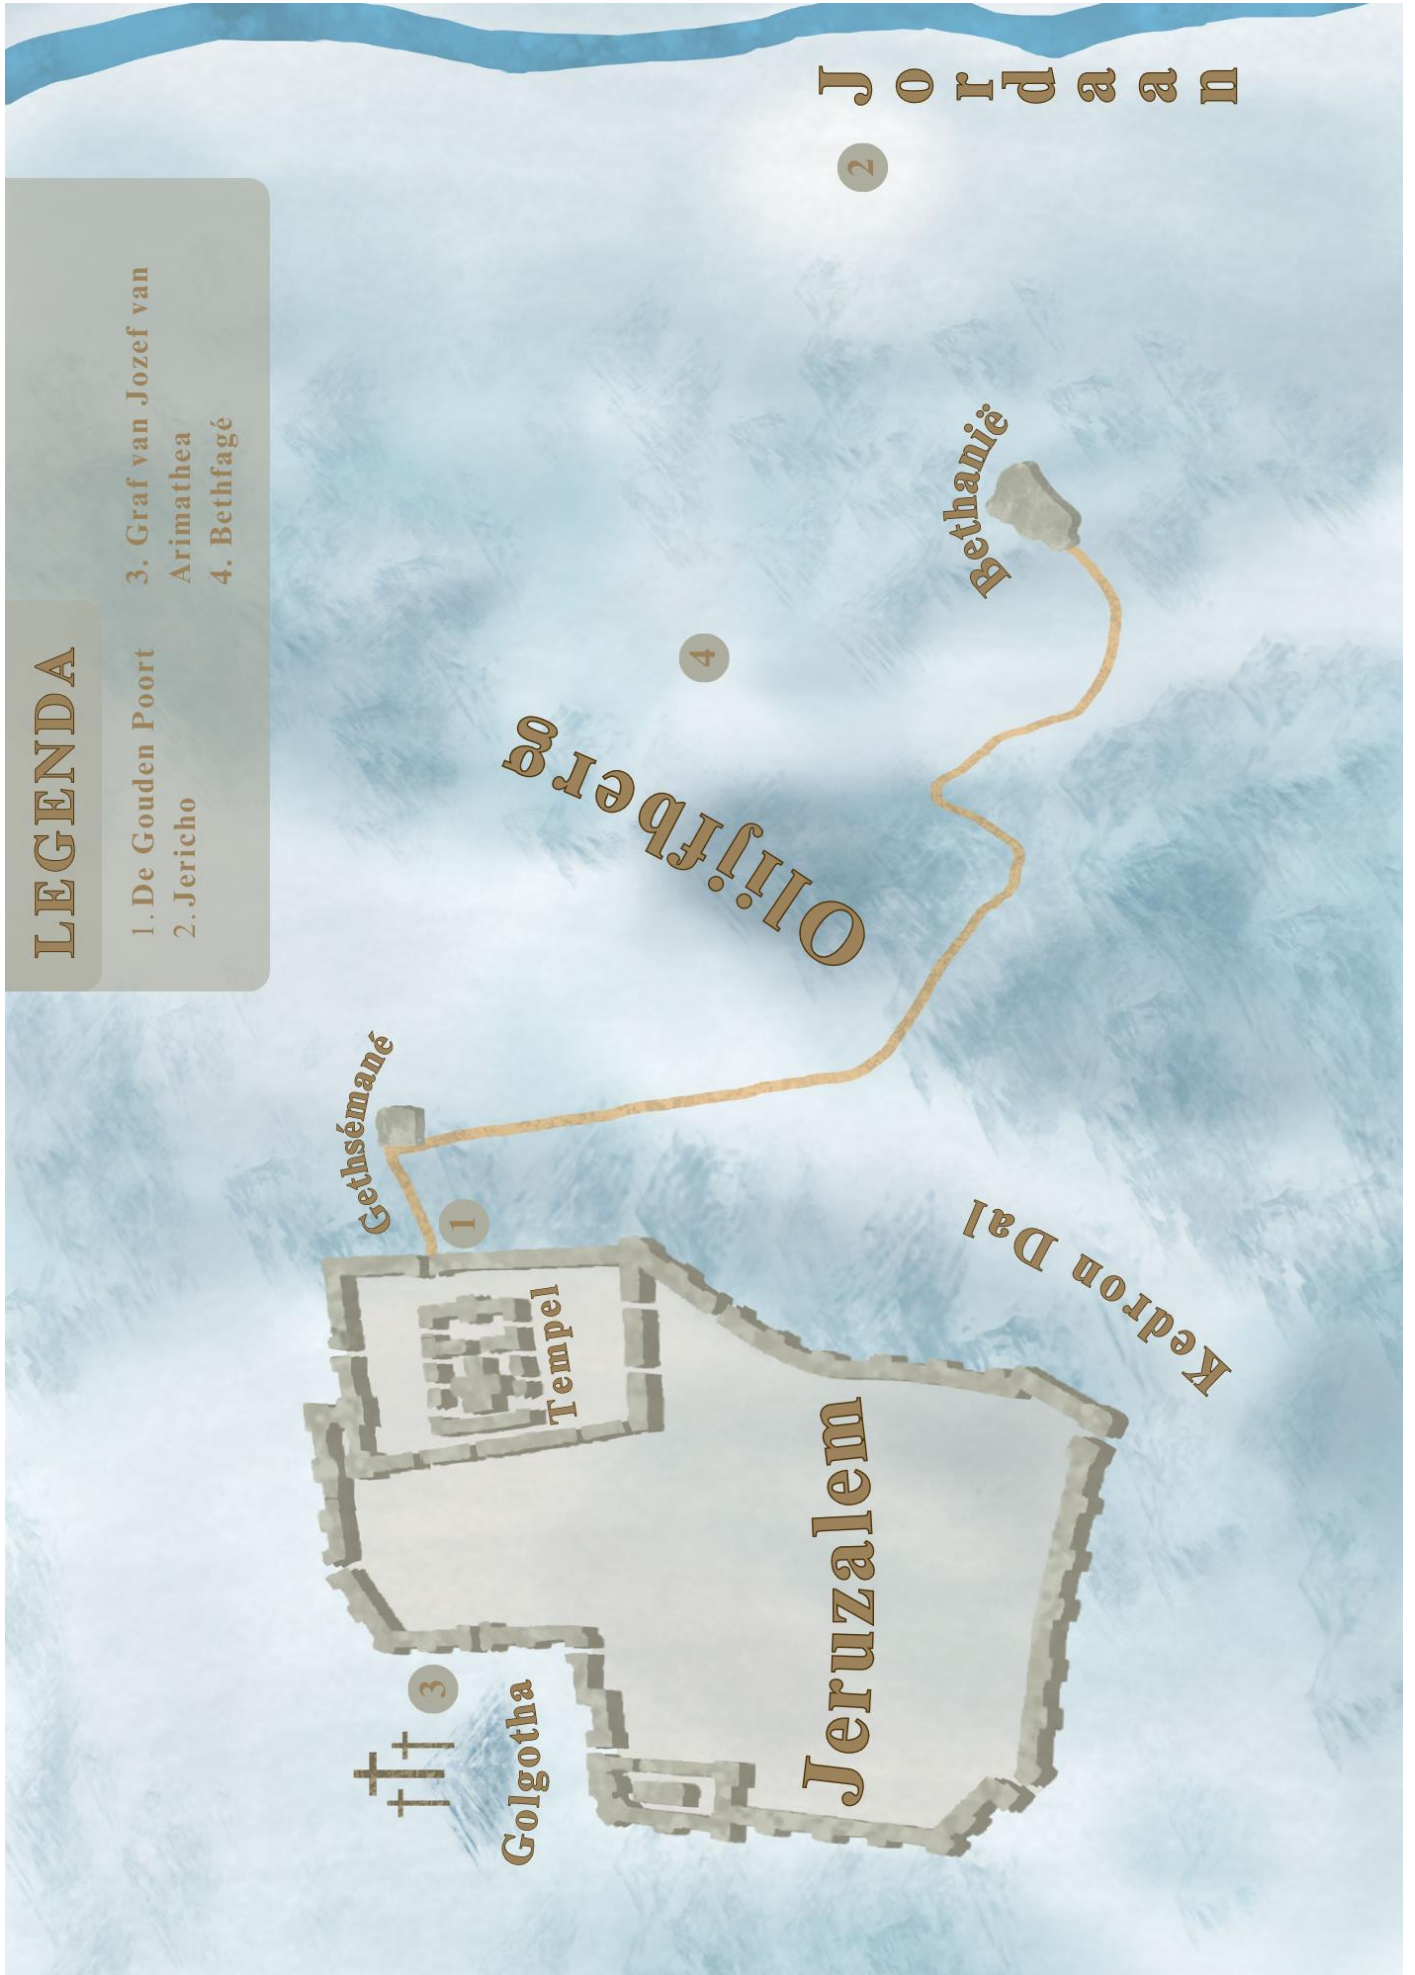 LEGENDA
1. De Gouden Poort
2. Jericho
3. Graf van Jozef van
Arimathea
4. Bethfagé
Golgotha
3
Jeruzalem
Tempel
1
Gethsémané
Kedron Dal
Olijfberg
4
Bethanië
2
Jordaan